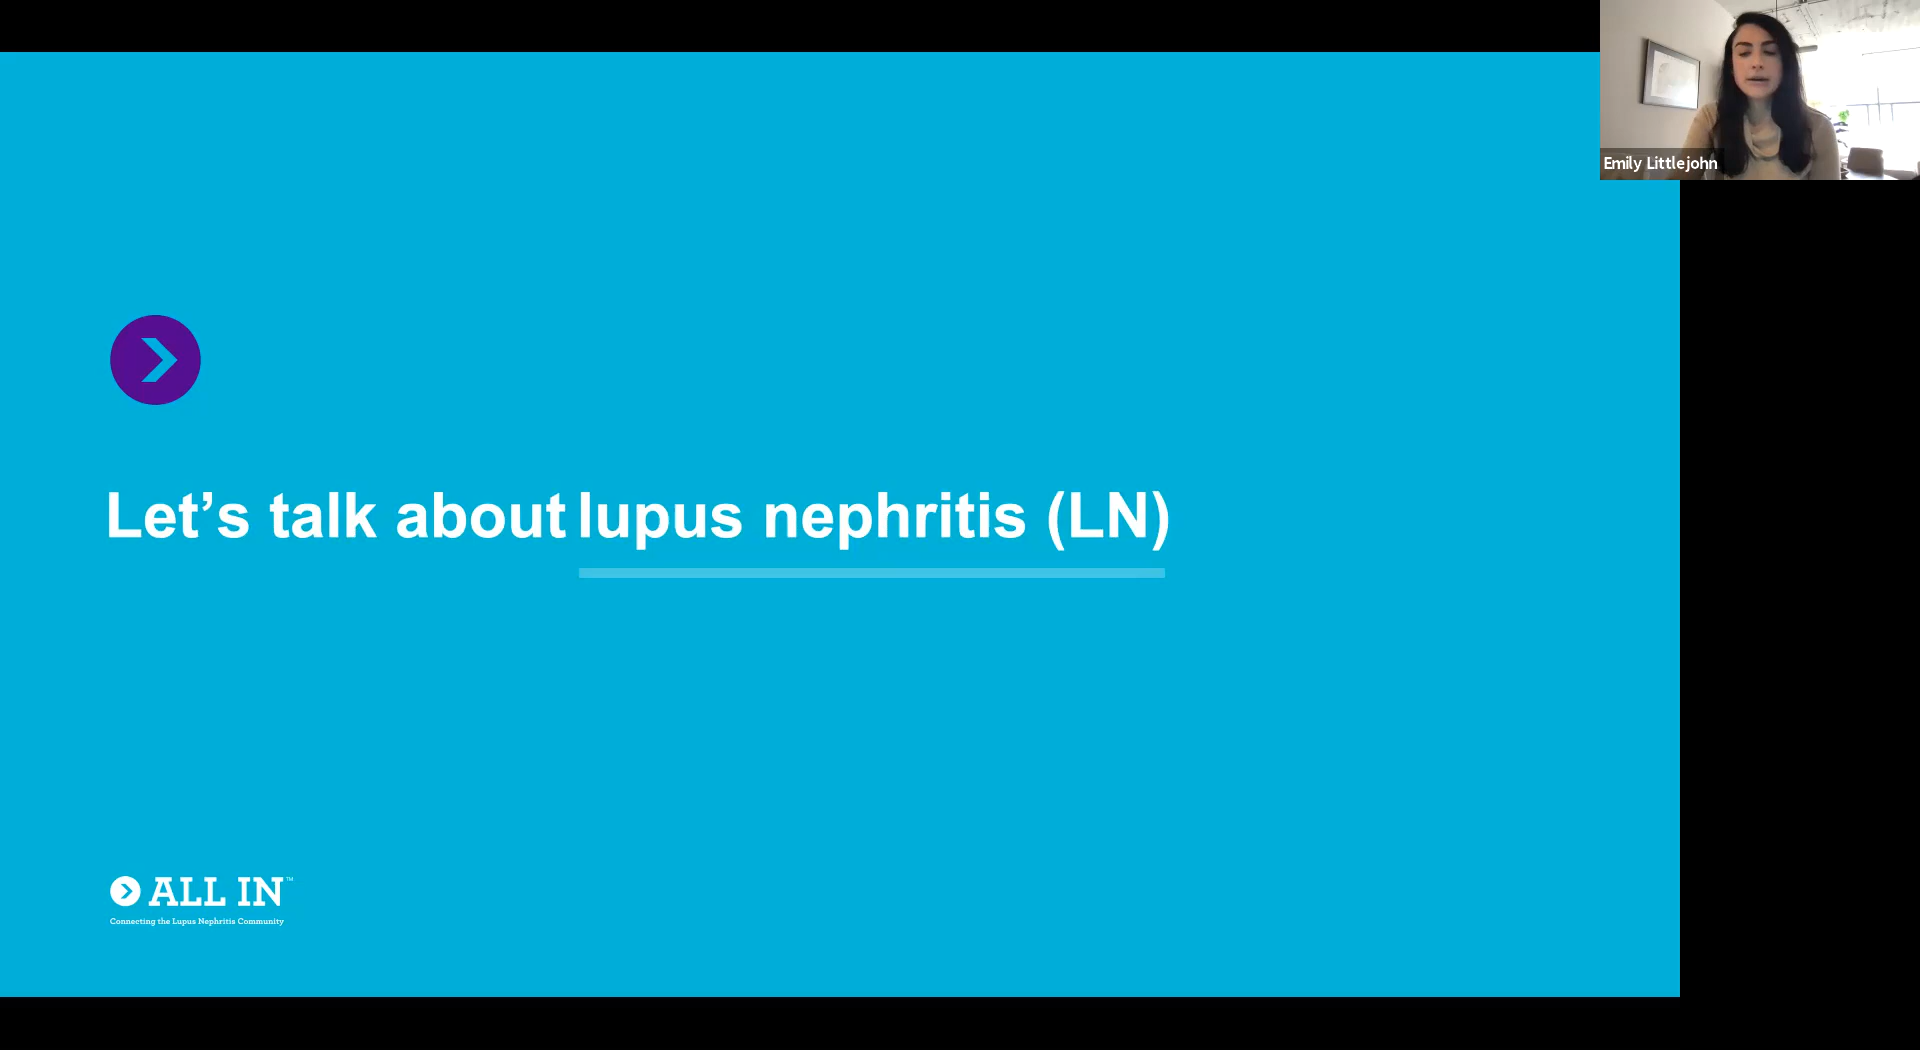 Emily Littlejohn
Let's talk about lupus nephritis (LN)
ALL IN™
Connecting the Lupus Nephritis Community